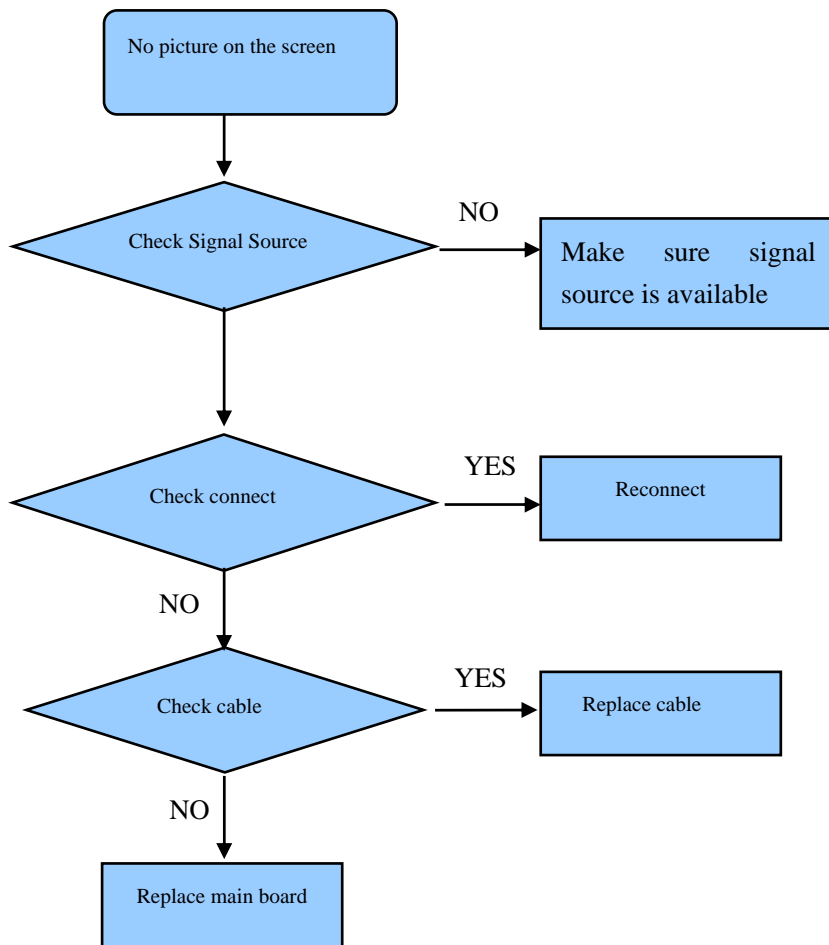 No picture on the screen
NO
Check Signal Source
Make sure signal
source is available
YES
Check connect
Reconnect
NO
YES
Check cable
Replace cable
NO
Replace main board